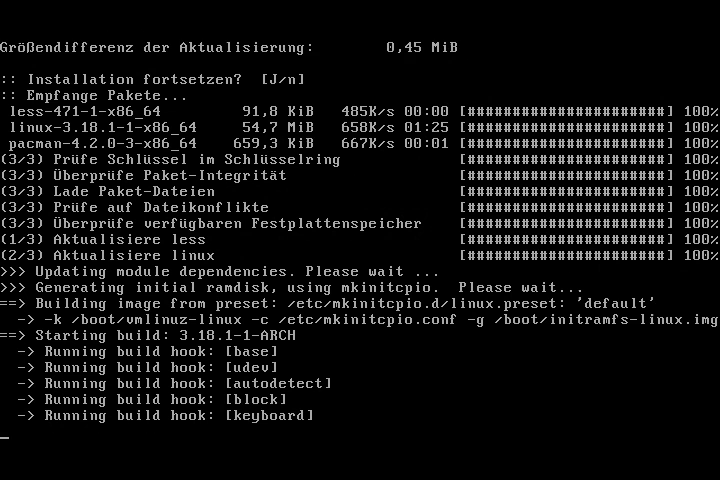 Größendifferenz der Aktualisierung:        0,45 MiB
:: Installation fortsetzen?  [J/n]
:: Empfange Pakete...
 less-471-1-x86_64         91,8 KiB   485K/s 00:00 [######################] 100%
 linux-3.18.1-1-x86_64     54,7 MiB   658K/s 01:25 [######################] 100%
 pacman-4.2.0-3-x86_64    659,3 KiB   667K/s 00:01 [######################] 100%
(3/3) Prüfe Schlüssel im Schlüsselring             [######################] 100%
(3/3) Überprüfe Paket-Integrität                   [######################] 100%
(3/3) Lade Paket-Dateien                           [######################] 100%
(3/3) Prüfe auf Dateikonflikte                     [######################] 100%
(3/3) Überprüfe verfügbaren Festplattenspeicher    [######################] 100%
(1/3) Aktualisiere less                            [######################] 100%
(2/3) Aktualisiere linux                           [######################] 100%
>>> Updating module dependencies. Please wait ...
>>> Generating initial ramdisk, using mkinitcpio.  Please wait...
==> Building image from preset: /etc/mkinitcpio.d/linux.preset: 'default'
  -> -k /boot/vmlinuz-linux -c /etc/mkinitcpio.conf -g /boot/initramfs-linux.img
==> Starting build: 3.18.1-1-ARCH
  -> Running build hook: [base]
  -> Running build hook: [udev]
  -> Running build hook: [autodetect]
  -> Running build hook: [block]
  -> Running build hook: [keyboard]